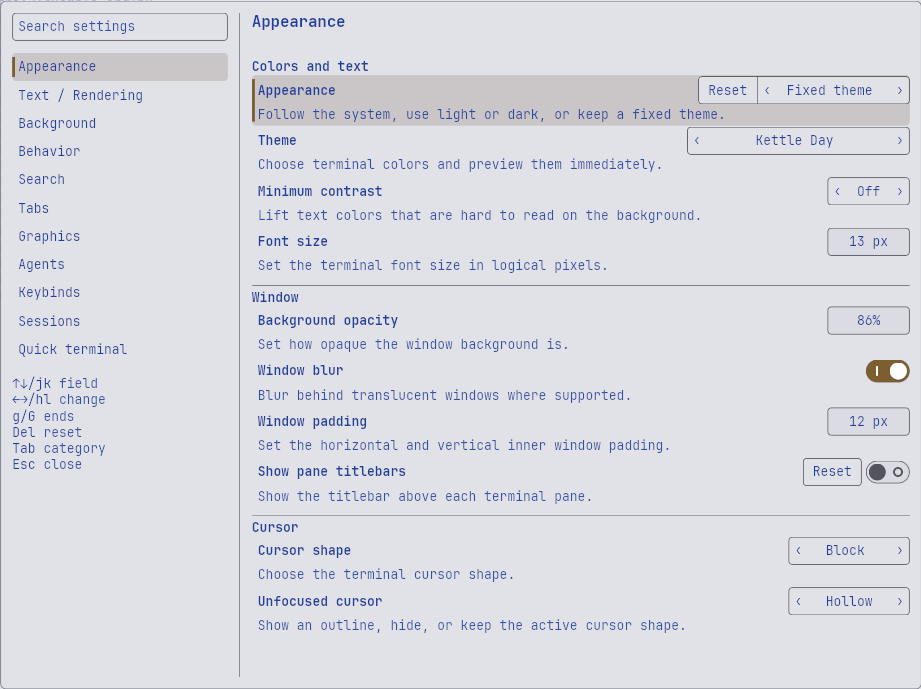 Search settings
Appearance
Text / Rendering
Background
Behavior
Search
Tabs
Graphics
Agents
Keybinds
Sessions
Quick terminal
↑↓/jk field
↔/hl change
g/G ends
Del reset
Tab category
Esc close
Appearance
Colors and text
Appearance Reset ‹ Fixed theme ›
Follow the system, use light or dark, or keep a fixed theme.
Theme ‹ Kettle Day ›
Choose terminal colors and preview them immediately.
Minimum contrast ‹ Off ›
Lift text colors that are hard to read on the background.
Font size 13 px
Set the terminal font size in logical pixels.
Window
Background opacity 86%
Set how opaque the window background is.
Window blur
Blur behind translucent windows where supported.
Window padding 12 px
Set the horizontal and vertical inner window padding.
Show pane titlebars Reset
Show the titlebar above each terminal pane.
Cursor
Cursor shape ‹ Block ›
Choose the terminal cursor shape.
Unfocused cursor ‹ Hollow ›
Show an outline, hide, or keep the active cursor shape.